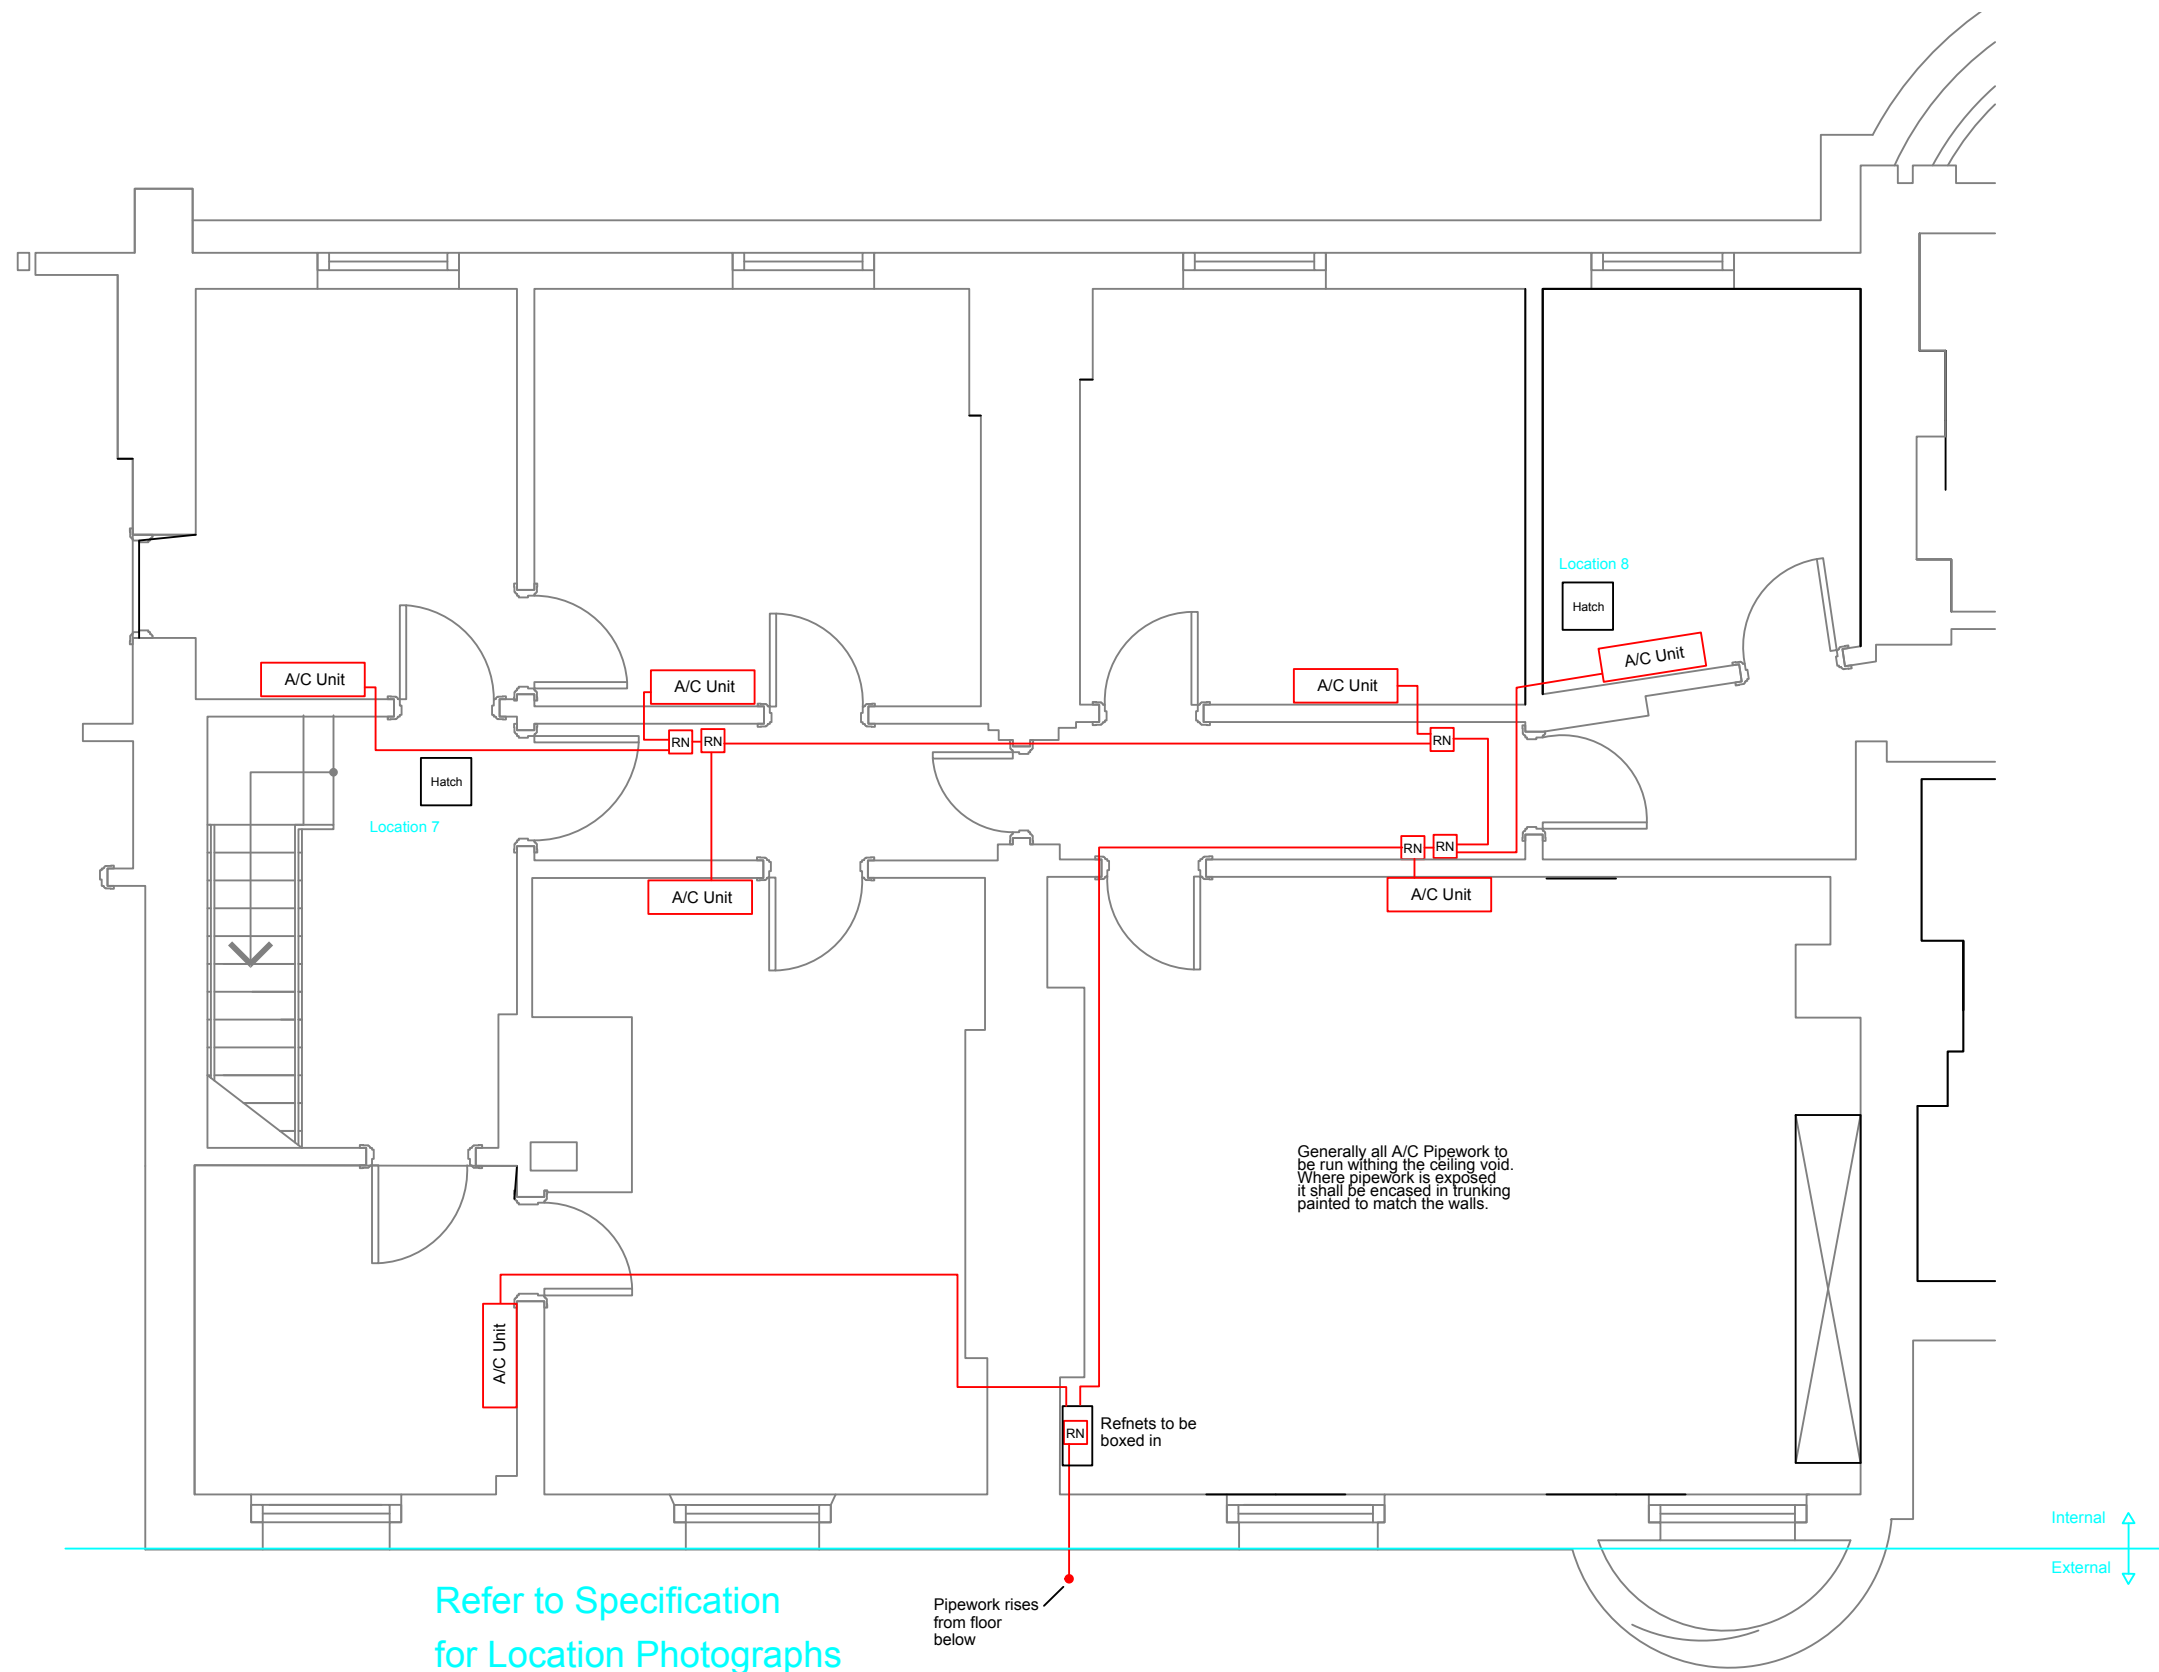 Location 8
Hatch
A/C Unit
A/C Unit
A/C Unit
A/C Unit
RN
RN
RN
Hatch
Location 7
RN
RN
A/C Unit
A/C Unit
Generally all A/C Pipework to
be run withing the ceiling void.
Where pipework is exposed
it shall be encased in trunking
painted to match the walls.
A/C Unit
RN
Refnets to be
boxed in
Internal
External
Pipework rises
from floor
below
Refer to Specification
for Location Photographs